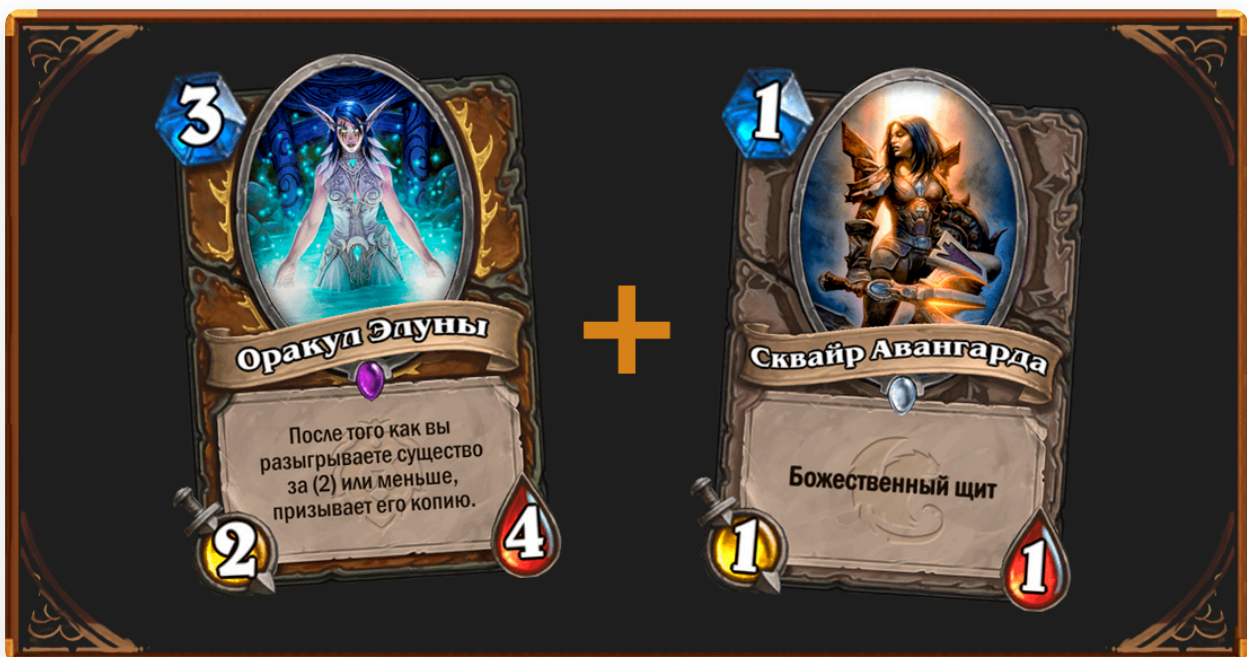 3
Оракул Элуны
После того как вы
разыгрываете существо
за (2) или меньше,
призывает его копию.
2
4
+
1
Сквайр Авангарда
Божественный щит
1
1